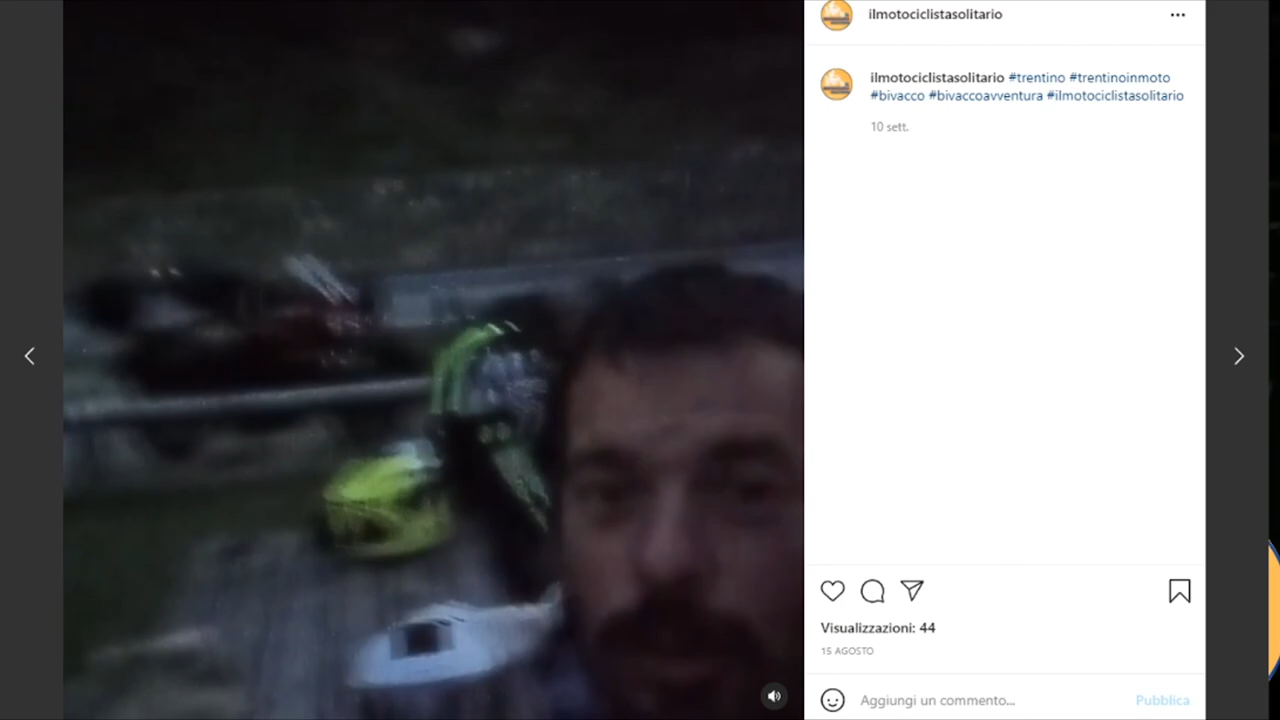 ilmotociclistasolitario
ilmotociclistasolitario #trentino #trentinoinmoto
#bivacco #bivaccoavventura #ilmotociclistasolitario
10 sett.
Visualizzazioni: 44
15 AGOSTO
Aggiungi un commento... Pubblica